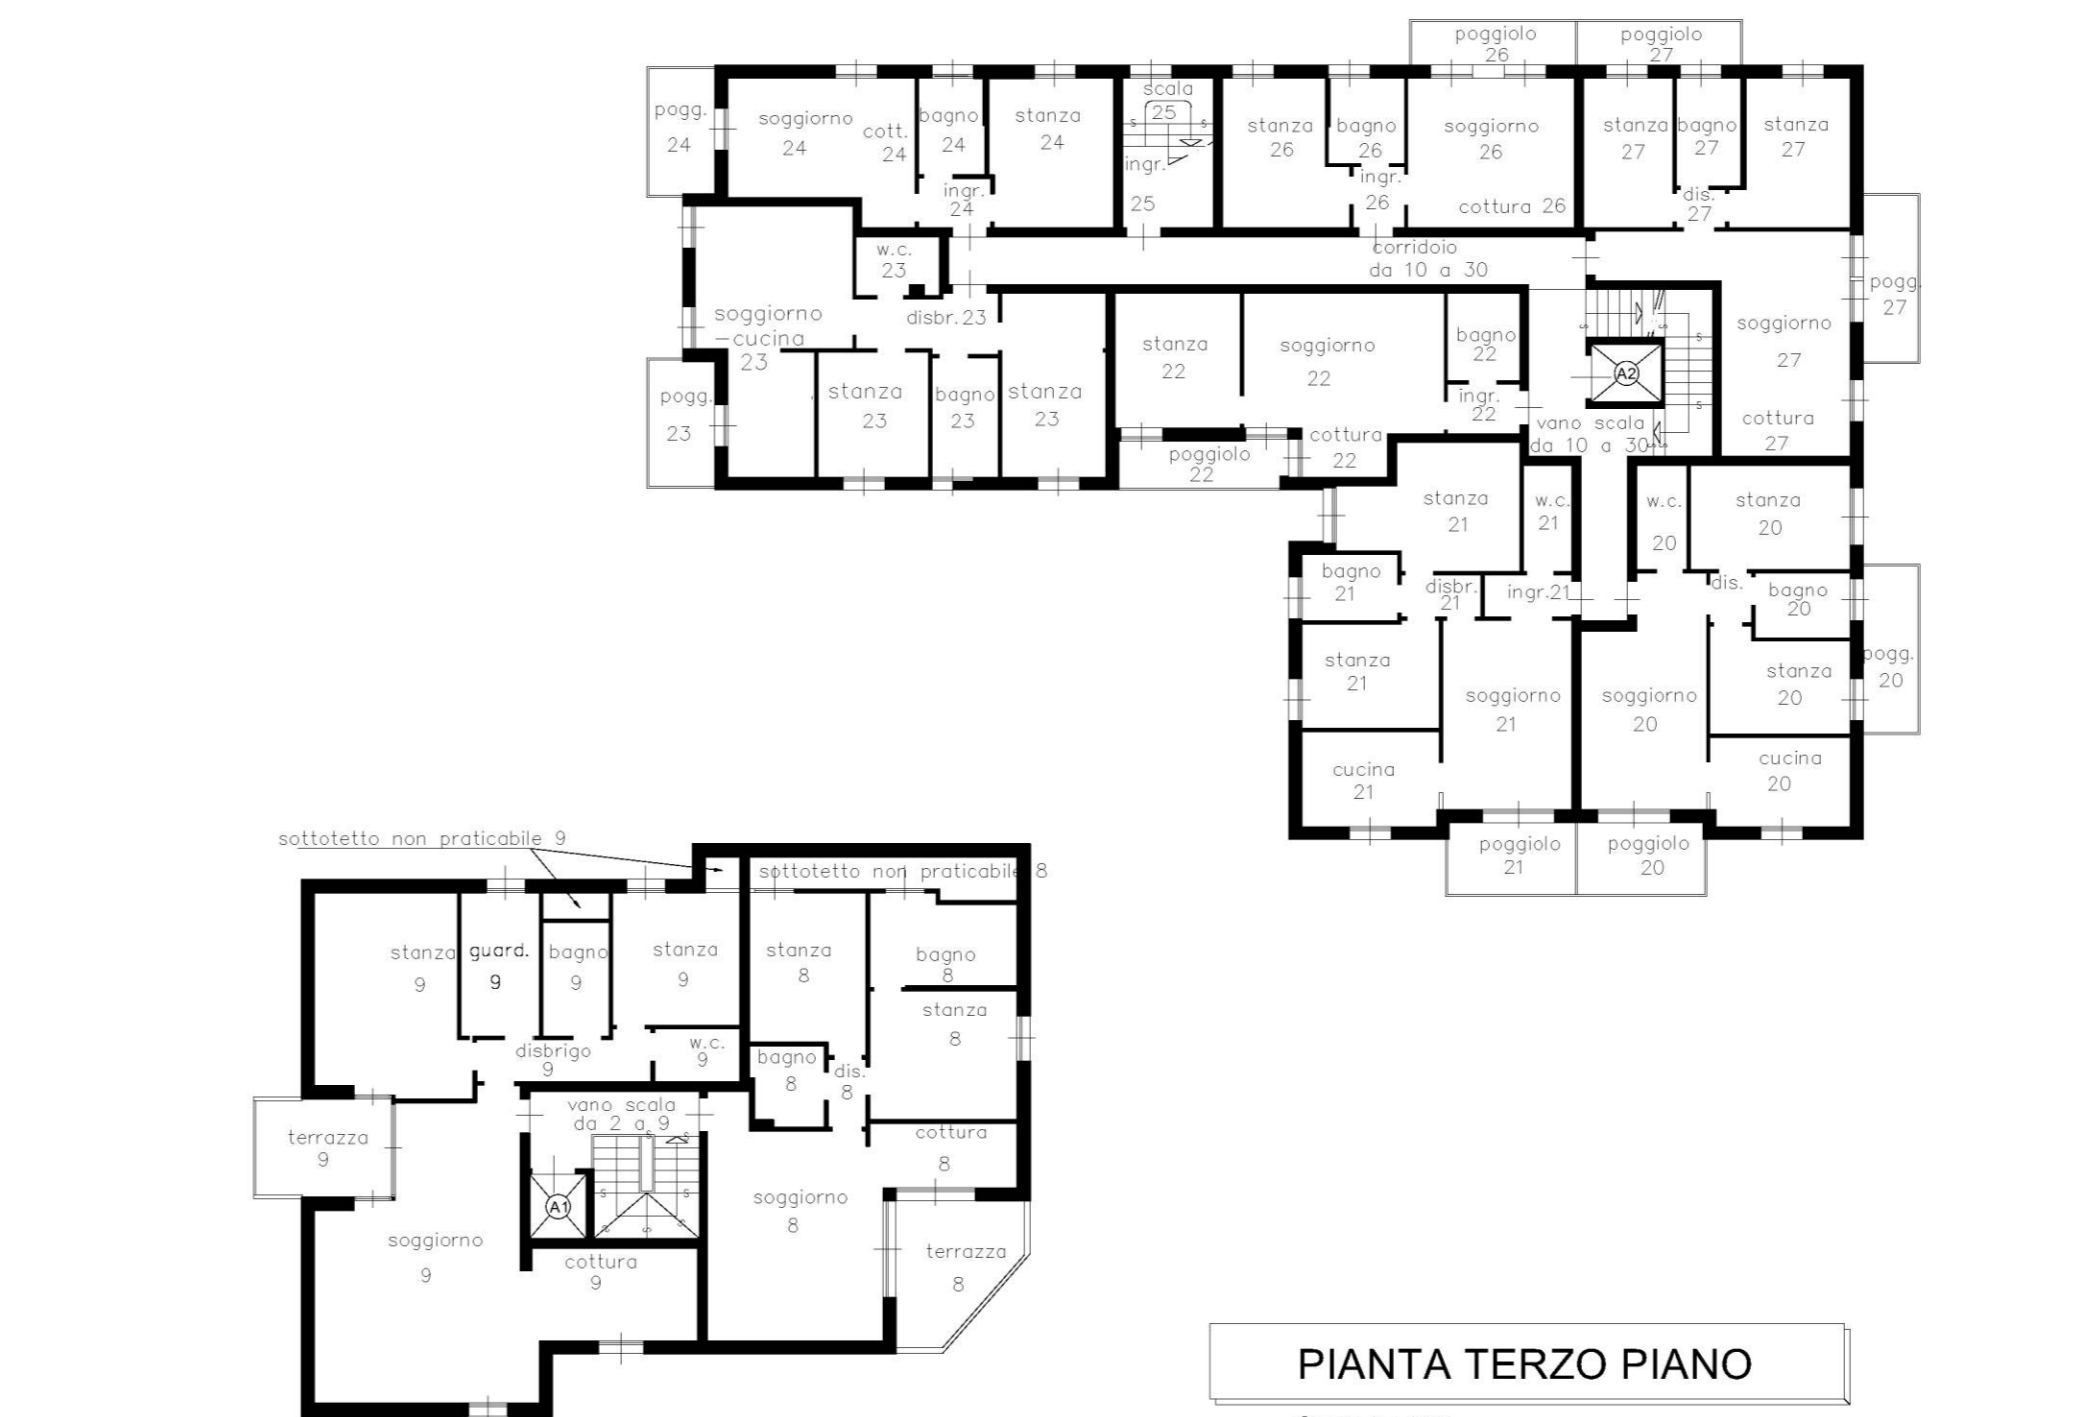 poggiolo
26
poggiolo
27
pogg.
24
soggiorno
24
cott.
24
bagno
24
stanza
24
ingr.
24
scala
25
ingr.
25
stanza
26
bagno
26
ingr.
26
soggiorno
26
cottura 26
stanza
27
bagno
27
stanza
27
dis.
27
pogg.
27
soggiorno
27
cottura
27
corridoio
da 10 a 30
w.c.
23
soggiorno
-cucina
23
disbr.23
pogg.
23
stanza
23
bagno
23
stanza
23
stanza
22
soggiorno
22
bagno
22
ingr.
22
cottura
22
poggiolo
22
A2
vano scala
da 10 a 30
stanza
21
w.c.
21
bagno
21
disbr.
21
ingr.21
stanza
21
soggiorno
21
cucina
21
poggiolo
21
w.c.
20
stanza
20
dis.
bagno
20
stanza
20
pogg.
20
soggiorno
20
cucina
20
poggiolo
20
sottotetto non praticabile 9
sottotetto non praticabile 8
stanza
9
guard.
9
bagno
9
stanza
9
disbrigo
9
w.c.
9
stanza
8
bagno
8
stanza
8
bagno
8
dis.
8
vano scala
da 2 a 9
A1
terrazza
9
soggiorno
9
cottura
9
soggiorno
8
cottura
8
terrazza
8
PIANTA TERZO PIANO